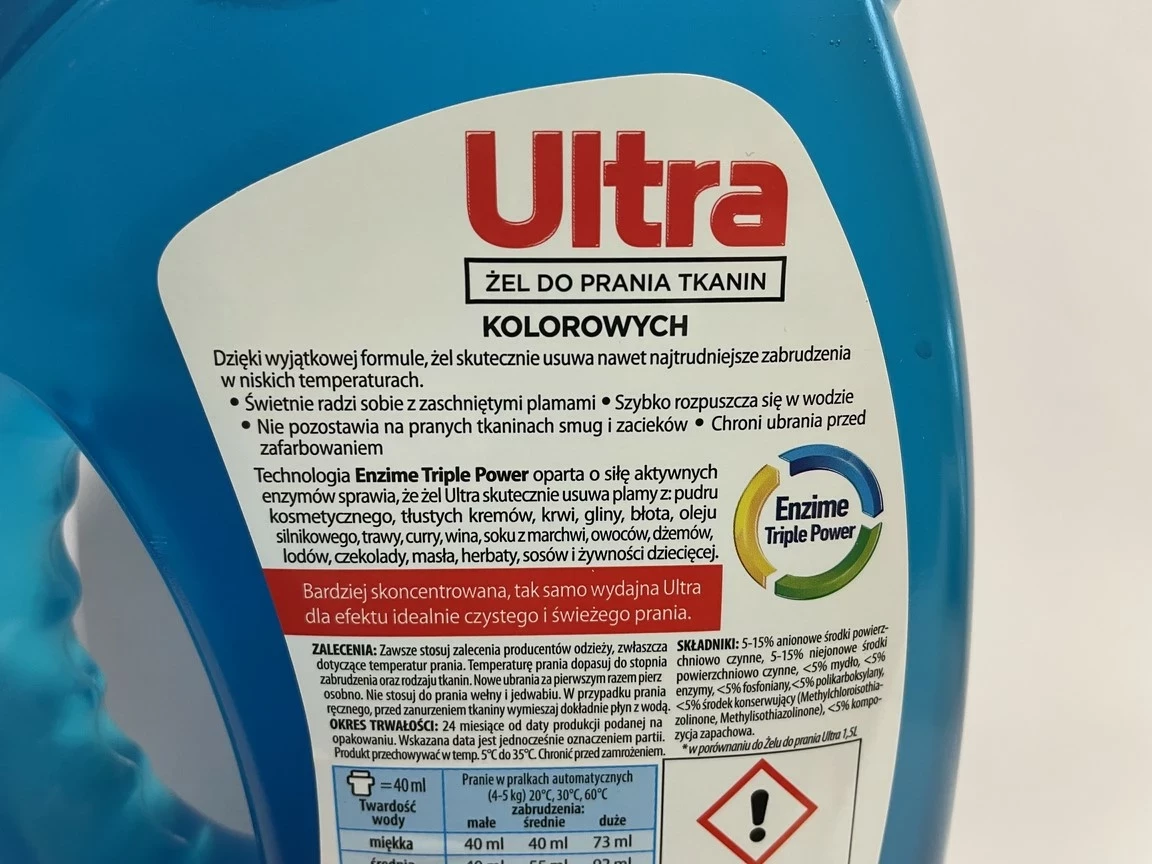 Ultra
ŻEL DO PRANIA TKANIN
KOLOROWYCH
Dzięki wyjątkowej formule, żel skutecznie usuwa nawet najtrudniejsze zabrudzenia
w niskich temperaturach.
• Świetnie radzi sobie z zaschniętymi plamami • Szybko rozpuszcza się w wodzie
• Nie pozostawia na pranych tkaninach smug i zacieków • Chroni ubrania przed
zafarbowaniem
Technologia Enzime Triple Power oparta o siłę aktywnych
enzymów sprawia, że żel Ultra skutecznie usuwa plamy z: pudru
kosmetycznego, tłustych kremów, krwi, gliny, błota, oleju
silnikowego, trawy, curry, wina, soku z marchwi, owoców, dżemów,
lodów, czekolady, masła, herbaty, sosów i żywności dziecięcej.
Enzime
Triple Power
Bardziej skoncentrowana, tak samo wydajna Ultra
dla efektu idealnie czystego i świeżego prania.
ZALECENIA: Zawsze stosuj zalecenia producentów odzieży, zwłaszcza
dotyczące temperatur prania. Temperaturę prania dopasuj do stopnia
zabrudzenia oraz rodzaju tkanin. Nowe ubrania za pierwszym razem pierz
osobno. Nie stosuj do prania wełny i jedwabiu. W przypadku prania
ręcznego, przed zanurzeniem tkaniny wymieszaj dokładnie płyn z wodą.
OKRES TRWAŁOŚCI: 24 miesiące od daty produkcji podanej na
opakowaniu. Wskazana data jest jednocześnie oznaczeniem partii.
Produkt przechowywać w temp. 5°C do 35°C. Chronić przed zamrożeniem.
SKŁADNIKI: 5-15% anionowe środki powierz-
chniowo czynne, 5-15% niejonowe środki
powierzchniowo czynne, <5% mydło, <5%
enzymy, <5% fosfoniany, <5% polikarboksylany,
<5% środek konserwujący (Methylchloroisothia-
zolinone, Methylisothiazolinone), <5% kompo-
zycja zapachowa.
* w porównaniu do Żelu do prania Ultra 1,5L
=40 ml
Twardość
wody
Pranie w pralkach automatycznych
(4-5 kg) 20°C, 30°C, 60°C
zabrudzenia:
małe średnie duże
miękka 40 ml 40 ml 73 ml